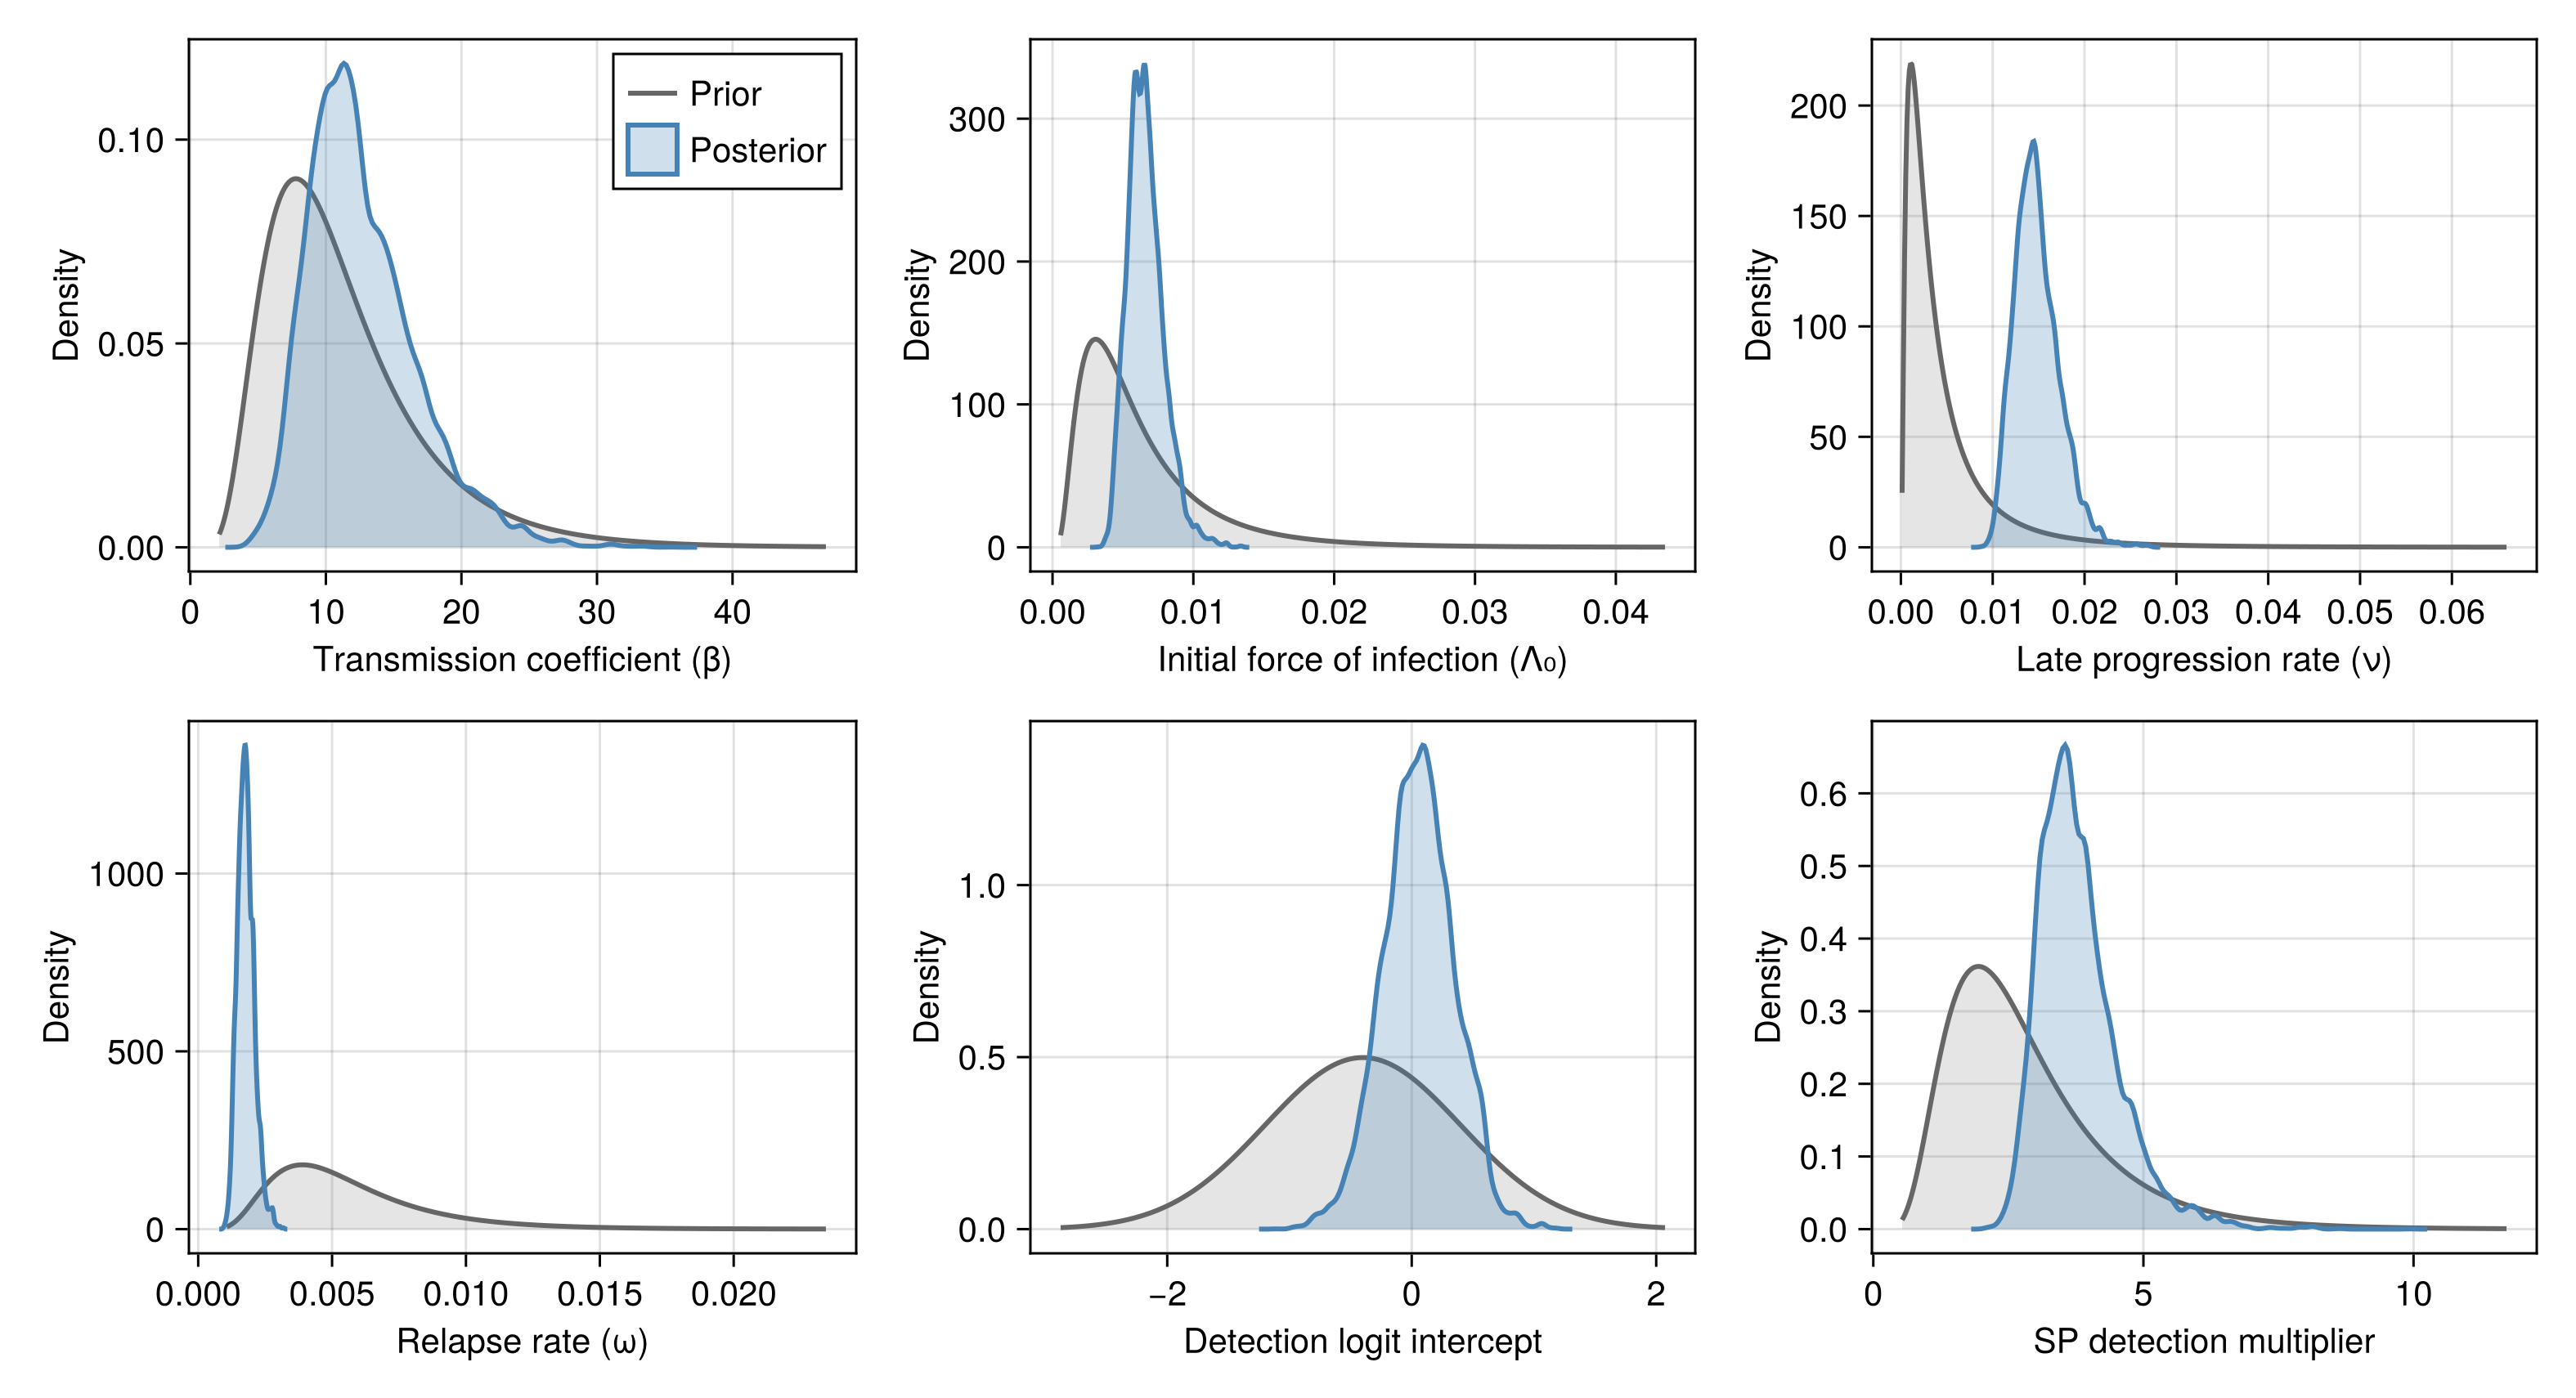 Prior
Posterior
Density
0.10
0.05
0.00
0 10 20 30 40
Transmission coefficient (β)
Density
300
200
100
0
0.00 0.01 0.02 0.03 0.04
Initial force of infection (Λ₀)
Density
200
150
100
50
0
0.00 0.01 0.02 0.03 0.04 0.05 0.06
Late progression rate (ν)
Density
1000
500
0
0.000 0.005 0.010 0.015 0.020
Relapse rate (ω)
Density
1.0
0.5
0.0
−2 0 2
Detection logit intercept
Density
0.6
0.5
0.4
0.3
0.2
0.1
0.0
0 5 10
SP detection multiplier